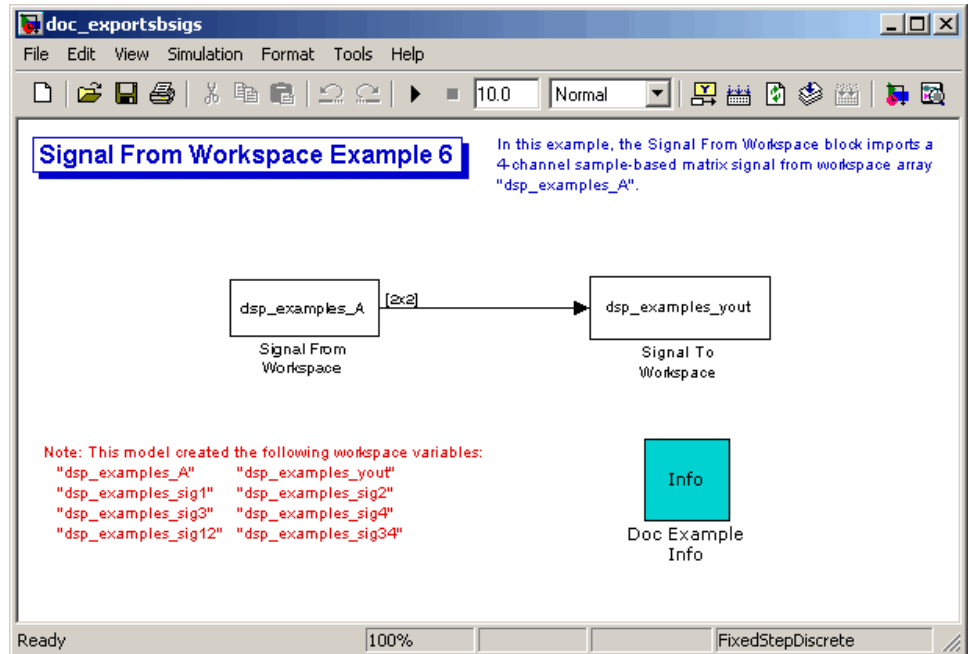 doc_exportsbsigs
File Edit View Simulation Format Tools Help
10.0 Normal
Signal From Workspace Example 6
In this example, the Signal From Workspace block imports a
4-channel sample-based matrix signal from workspace array
"dsp_examples_A".
dsp_examples_A
[2x2]
dsp_examples_yout
Signal From
Workspace
Signal To
Workspace
Note: This model created the following workspace variables:
"dsp_examples_A" "dsp_examples_yout"
"dsp_examples_sig1" "dsp_examples_sig2"
"dsp_examples_sig3" "dsp_examples_sig4"
"dsp_examples_sig12" "dsp_examples_sig34"
Info
Doc Example
Info
Ready 100% FixedStepDiscrete